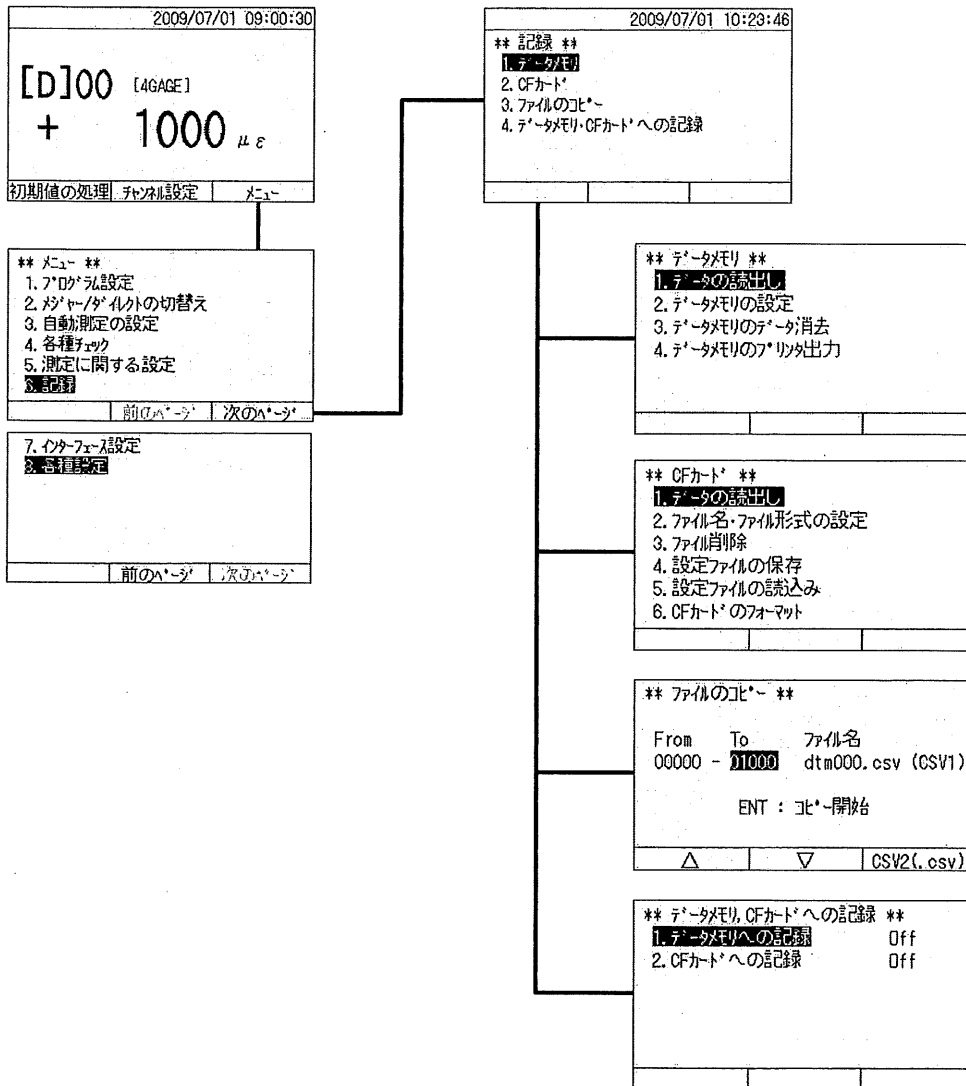 2009/07/01 09:00:30
[D]00 [4GAGE]
+ 1000 με
初期値の処理 ﾁｬﾝﾈﾙ設定 ﾒﾆｭｰ
** ﾒﾆｭｰ **
1. ﾌﾟﾛｸﾞﾗﾑ設定
2. ﾒｼﾞｬｰ/ﾀﾞｲﾚｸﾄの切替え
3. 自動測定の設定
4. 各種ﾁｪｯｸ
5. 測定に関する設定
6. 記録
前のﾍﾟｰｼﾞ 次のﾍﾟｰｼﾞ
7. ｲﾝﾀｰﾌｪｰｽ設定
8. 各種設定
前のﾍﾟｰｼﾞ 次のﾍﾟｰｼﾞ
2009/07/01 10:23:46
** 記録 **
1. ﾃﾞｰﾀﾒﾓﾘ
2. CFｶｰﾄﾞ
3. ﾌｧｲﾙのｺﾋﾟｰ
4. ﾃﾞｰﾀﾒﾓﾘ･CFｶｰﾄﾞへの記録
** ﾃﾞｰﾀﾒﾓﾘ **
1. ﾃﾞｰﾀの読出し
2. ﾃﾞｰﾀﾒﾓﾘの設定
3. ﾃﾞｰﾀﾒﾓﾘのﾃﾞｰﾀ消去
4. ﾃﾞｰﾀﾒﾓﾘのﾌﾟﾘﾝﾀ出力
** CFｶｰﾄﾞ **
1. ﾃﾞｰﾀの読出し
2. ﾌｧｲﾙ名･ﾌｧｲﾙ形式の設定
3. ﾌｧｲﾙ削除
4. 設定ﾌｧｲﾙの保存
5. 設定ﾌｧｲﾙの読込み
6. CFｶｰﾄﾞのﾌｫｰﾏｯﾄ
** ﾌｧｲﾙのｺﾋﾟｰ **
From To ﾌｧｲﾙ名
00000 - 01000 dtm000.csv (CSV1)
ENT : ｺﾋﾟｰ開始
△ ▽ CSV2(.csv)
** ﾃﾞｰﾀﾒﾓﾘ,CFｶｰﾄﾞへの記録 **
1. ﾃﾞｰﾀﾒﾓﾘへの記録 Off
2. CFｶｰﾄﾞへの記録 Off